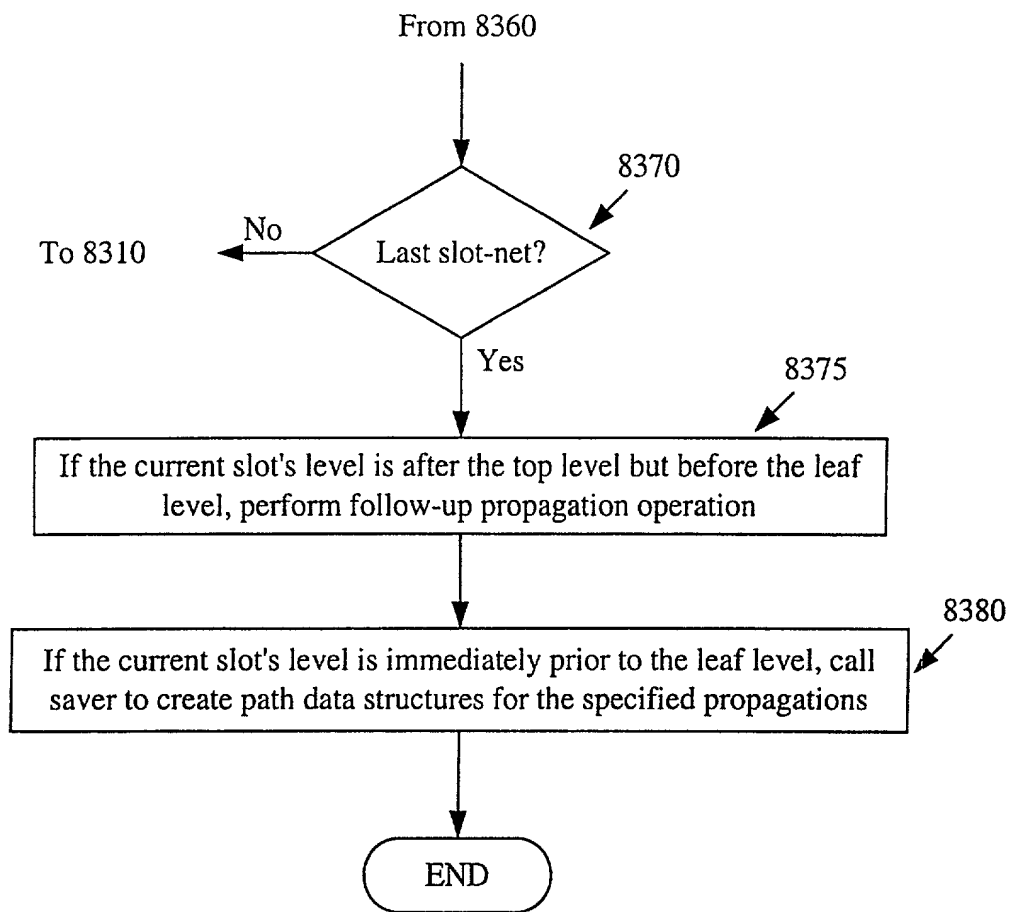 From 8360
8370
No
To 8310
Last slot-net?
Yes
8375
If the current slot's level is after the top level but before the leaf
level, perform follow-up propagation operation
8380
If the current slot's level is immediately prior to the leaf level, call
saver to create path data structures for the specified propagations
END